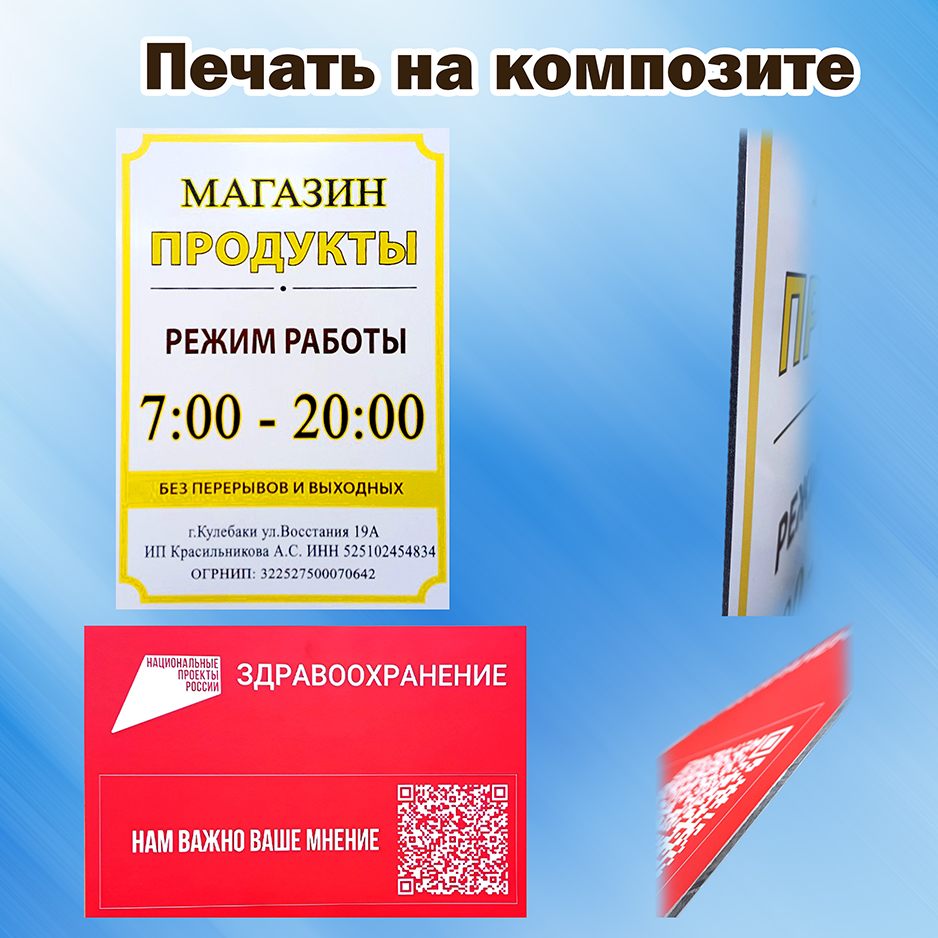 Печать на композите
МАГАЗИН
ПРОДУКТЫ
РЕЖИМ РАБОТЫ
7:00 - 20:00
БЕЗ ПЕРЕРЫВОВ И ВЫХОДНЫХ
г.Кулебаки ул.Восстания 19А
ИП Красильникова А.С. ИНН 525102454834
ОГРНИП: 322527500070642
НАЦИОНАЛЬНЫЕ
ПРОЕКТЫ
РОССИИ
ЗДРАВООХРАНЕНИЕ
НАМ ВАЖНО ВАШЕ МНЕНИЕ